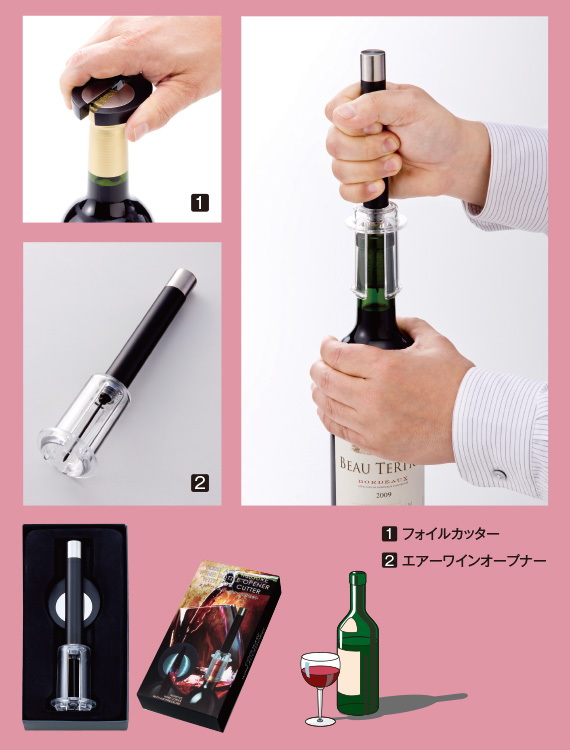 1
2
BEAU TERTR
BORDEAUX
2009
1 フォイルカッター
2 エアーワインオープナー
OPENER
CUTTER